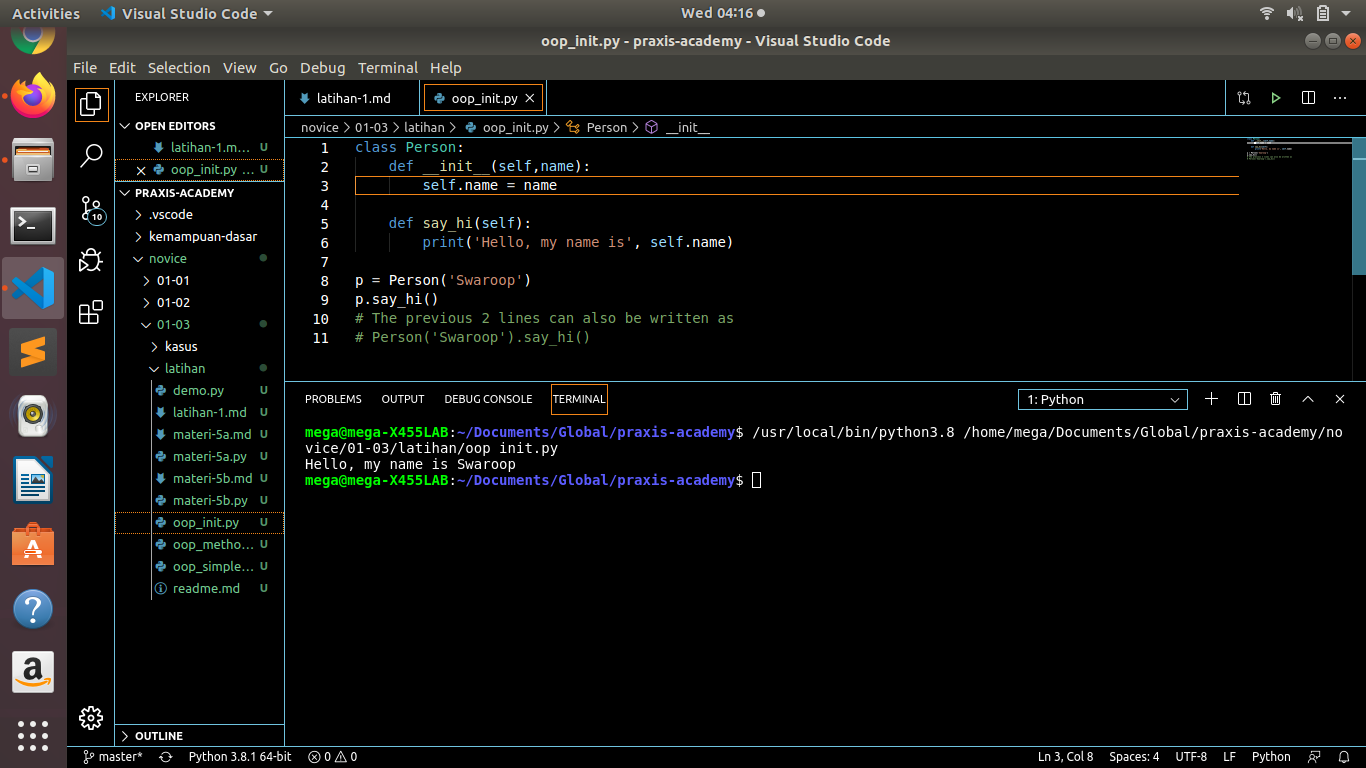 Activities Visual Studio Code Wed 04:16
oop_init.py - praxis-academy - Visual Studio Code
File Edit Selection View Go Debug Terminal Help
EXPLORER
OPEN EDITORS
latihan-1.m... U
oop_init.py ... U
PRAXIS-ACADEMY
.vscode
kemampuan-dasar
novice
01-01
01-02
01-03
kasus
latihan
demo.py U
latihan-1.md U
materi-5a.md U
materi-5a.py U
materi-5b.md U
materi-5b.py U
oop_init.py U
oop_metho... U
oop_simple... U
readme.md U
OUTLINE
10
latihan-1.md oop_init.py
novice > 01-03 > latihan > oop_init.py > Person > __init__
1 class Person:
2 def __init__(self,name):
3 self.name = name
4
5 def say_hi(self):
6 print('Hello, my name is', self.name)
7
8 p = Person('Swaroop')
9 p.say_hi()
10 # The previous 2 lines can also be written as
11 # Person('Swaroop').say_hi()
PROBLEMS OUTPUT DEBUG CONSOLE TERMINAL 1: Python
mega@mega-X455LAB:~/Documents/Global/praxis-academy$ /usr/local/bin/python3.8 /home/mega/Documents/Global/praxis-academy/no
vice/01-03/latihan/oop init.py
Hello, my name is Swaroop
mega@mega-X455LAB:~/Documents/Global/praxis-academy$
master* Python 3.8.1 64-bit 0 0 Ln 3, Col 8 Spaces: 4 UTF-8 LF Python